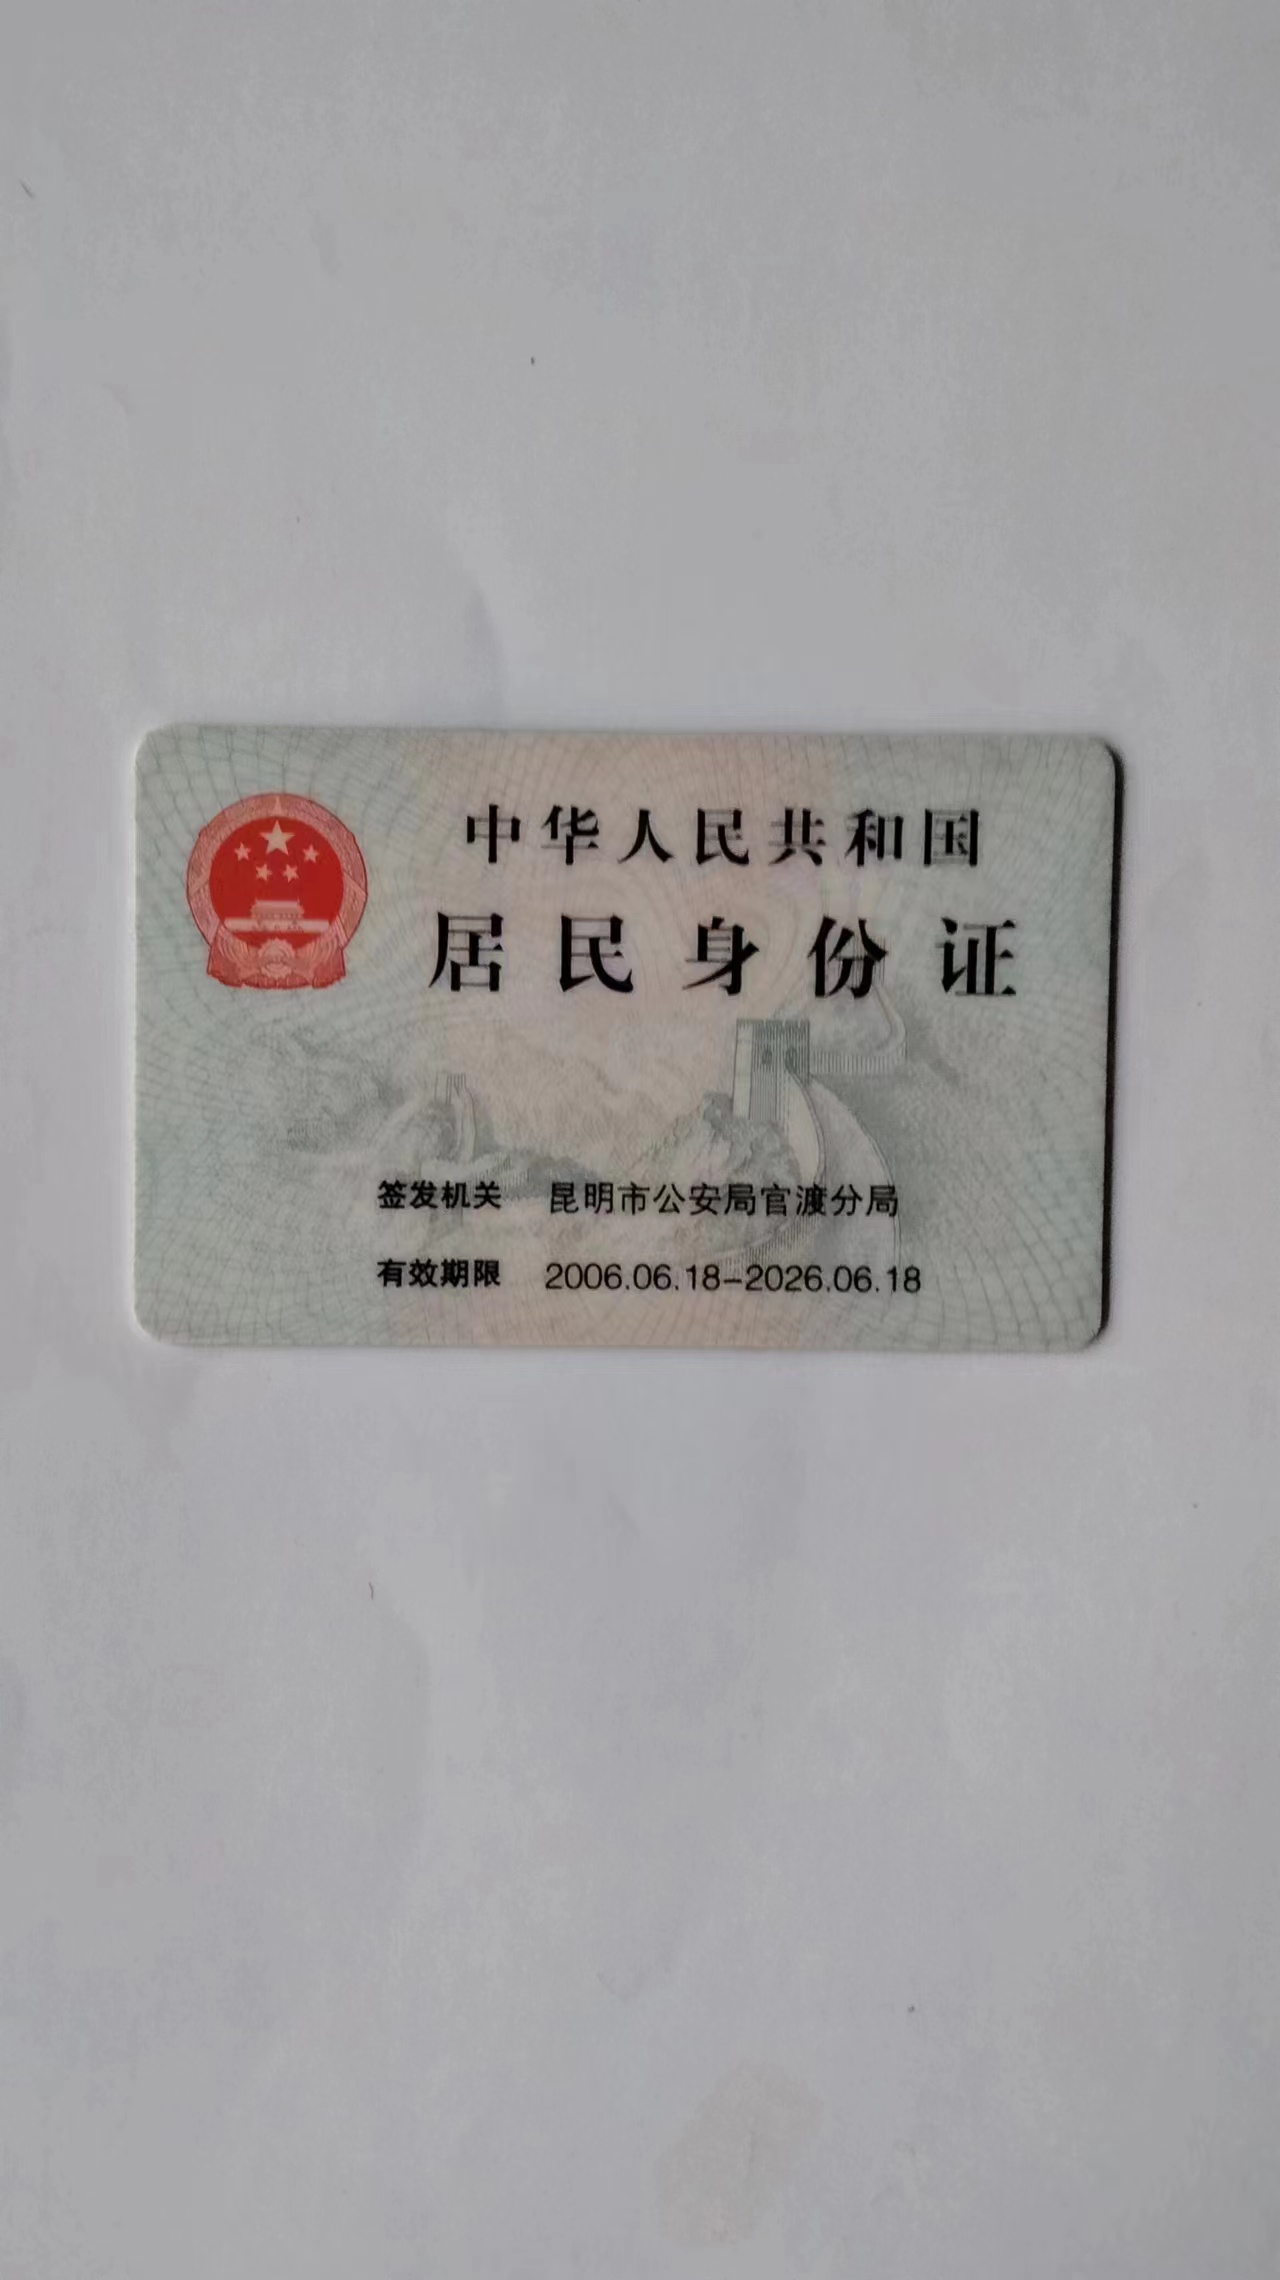 中华人民共和国
居民身份证
签发机关 昆明市公安局官渡分局
有效期限 2006.06.18-2026.06.18